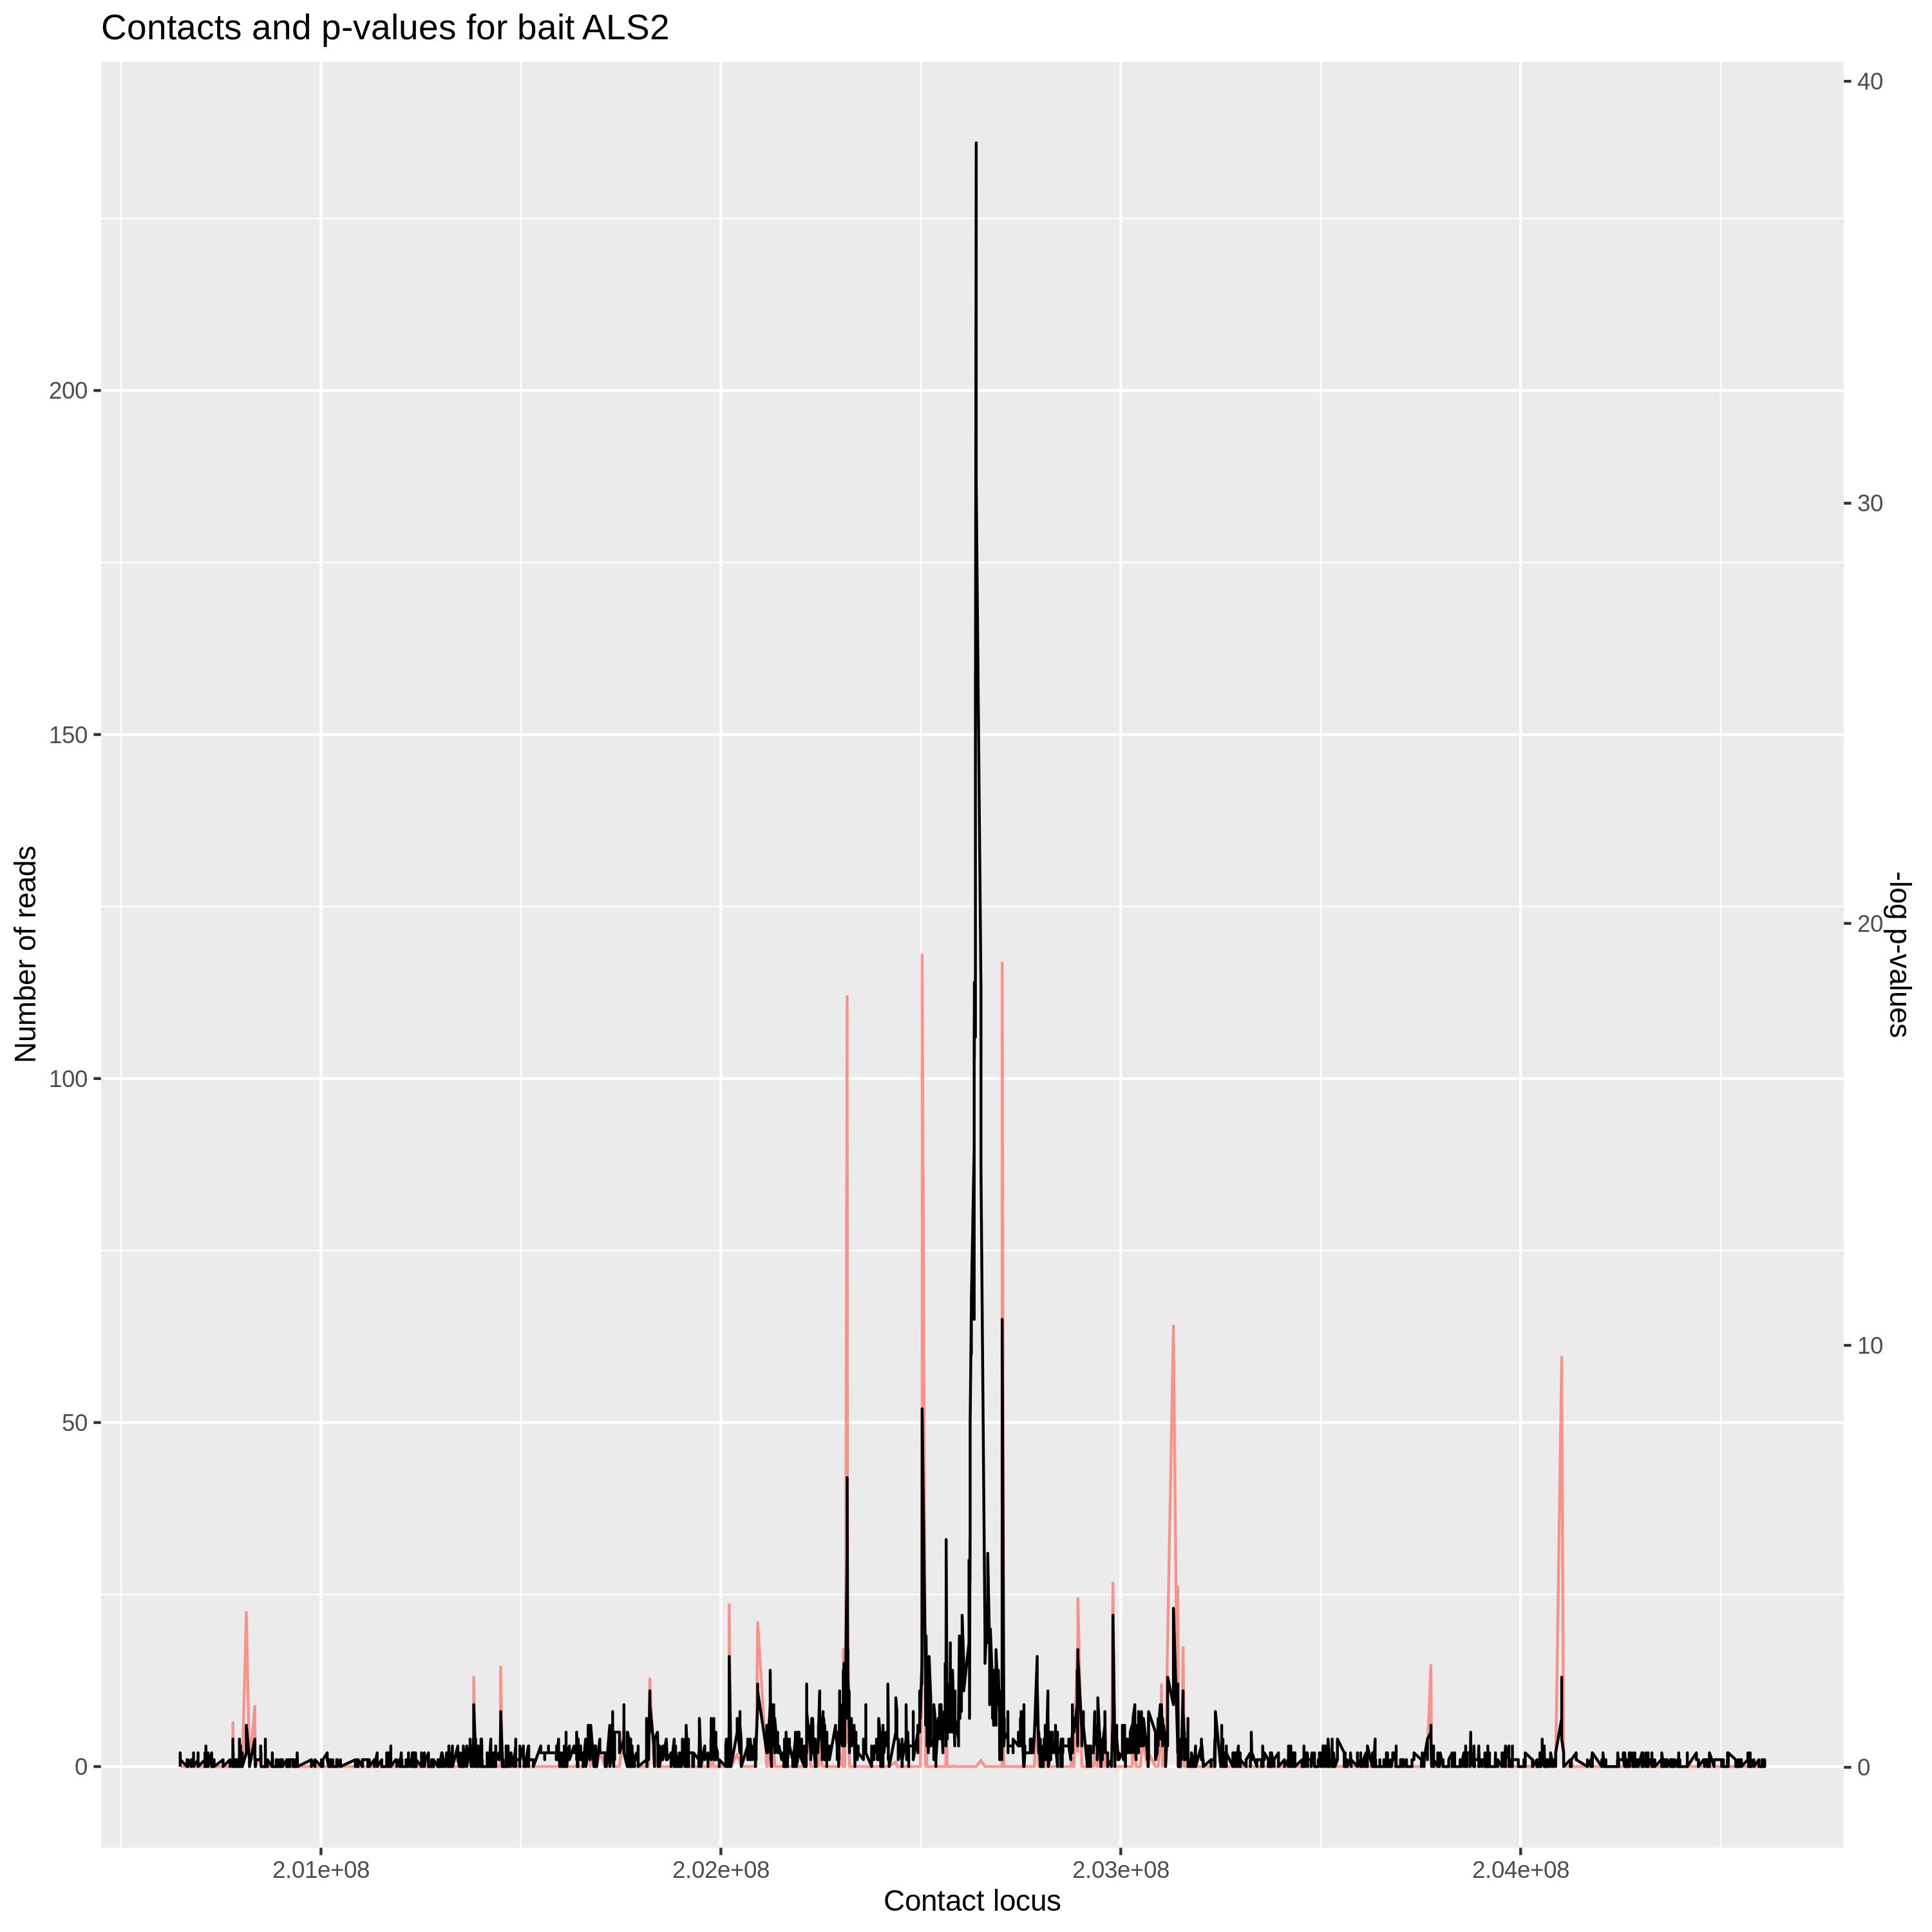 Contacts and p-values for bait ALS2
40
200
30
150
Number of reads
20
-log p-values
100
10
50
0
0
2.01e+08
2.02e+08
2.03e+08
2.04e+08
Contact locus